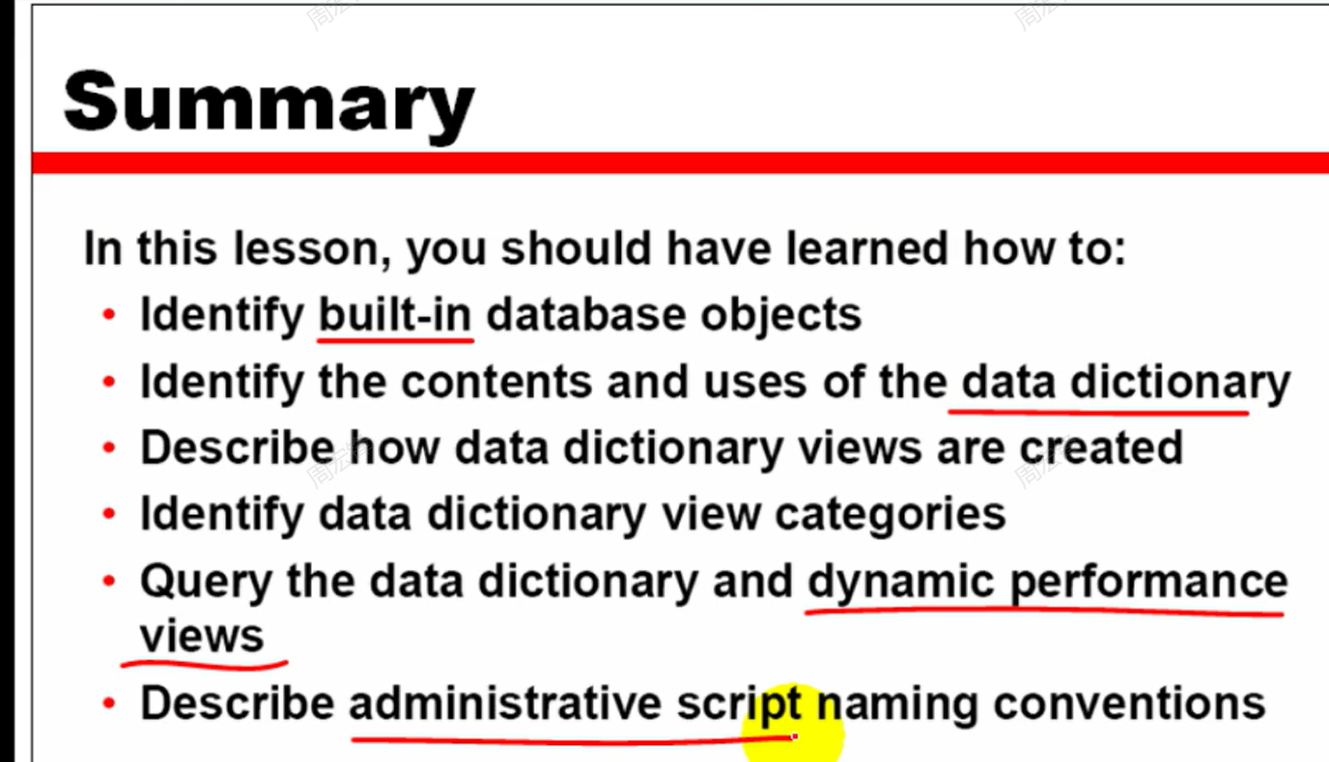 Summary
In this lesson, you should have learned how to:
• Identify built-in database objects
• Identify the contents and uses of the data dictionary
• Describe how data dictionary views are created
• Identify data dictionary view categories
• Query the data dictionary and dynamic performance
views
• Describe administrative script naming conventions